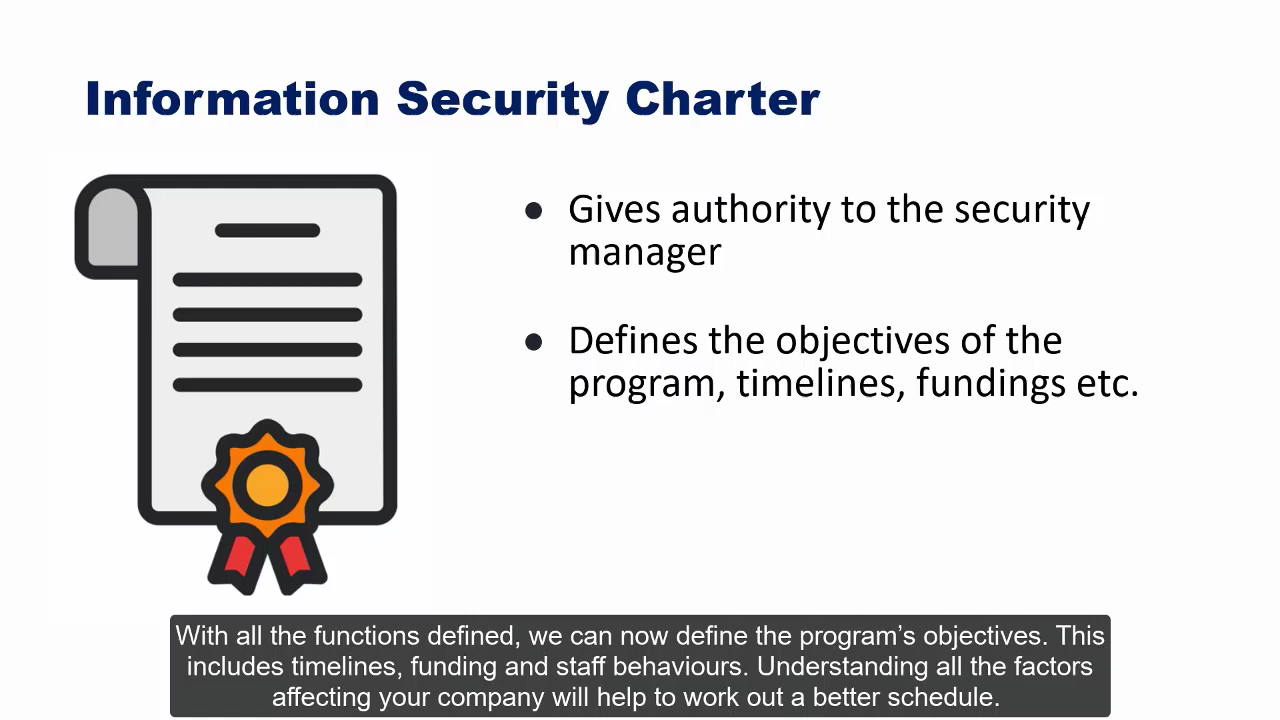 Information Security Charter
● Gives authority to the security
manager
● Defines the objectives of the
program, timelines, fundings etc.
With all the functions defined, we can now define the program’s objectives. This
includes timelines, funding and staff behaviours. Understanding all the factors
affecting your company will help to work out a better schedule.